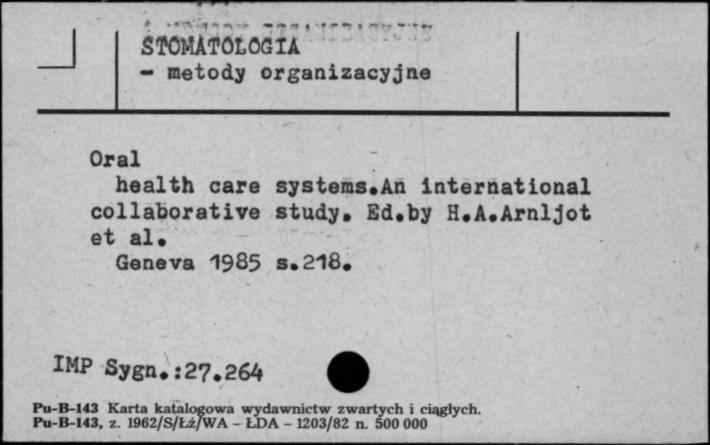 STOMATOLOGIA
- metody organizacyjne
Oral
health care systems.An international
collaborative study. Ed.by H.A.Arnljot
et al.
Geneva 1985 s.218.
IMP Sygn.:27.264
Pu-B-143 Karta katalogowa wydawnictw zwartych i ciągłych.
Pu-B-143, z. 1962/S/Łż/WA - ŁDA - 1203/82 n. 500 000